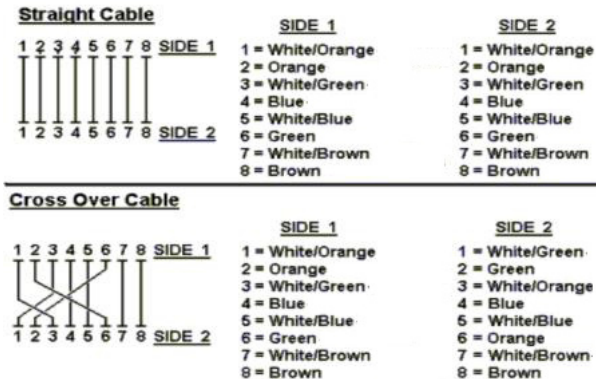 Straight Cable
1 2 3 4 5 6 7 8 SIDE 1
1 2 3 4 5 6 7 8 SIDE 2
SIDE 1
1 = White/Orange
2 = Orange
3 = White/Green
4 = Blue
5 = White/Blue
6 = Green
7 = White/Brown
8 = Brown
SIDE 2
1 = White/Orange
2 = Orange
3 = White/Green
4 = Blue
5 = White/Blue
6 = Green
7 = White/Brown
8 = Brown
Cross Over Cable
1 2 3 4 5 6 7 8 SIDE 1
1 2 3 4 5 6 7 8 SIDE 2
SIDE 1
1 = White/Orange
2 = Orange
3 = White/Green
4 = Blue
5 = White/Blue
6 = Green
7 = White/Brown
8 = Brown
SIDE 2
1 = White/Green
2 = Green
3 = White/Orange
4 = Blue
5 = White/Blue
6 = Orange
7 = White/Brown
8 = Brown